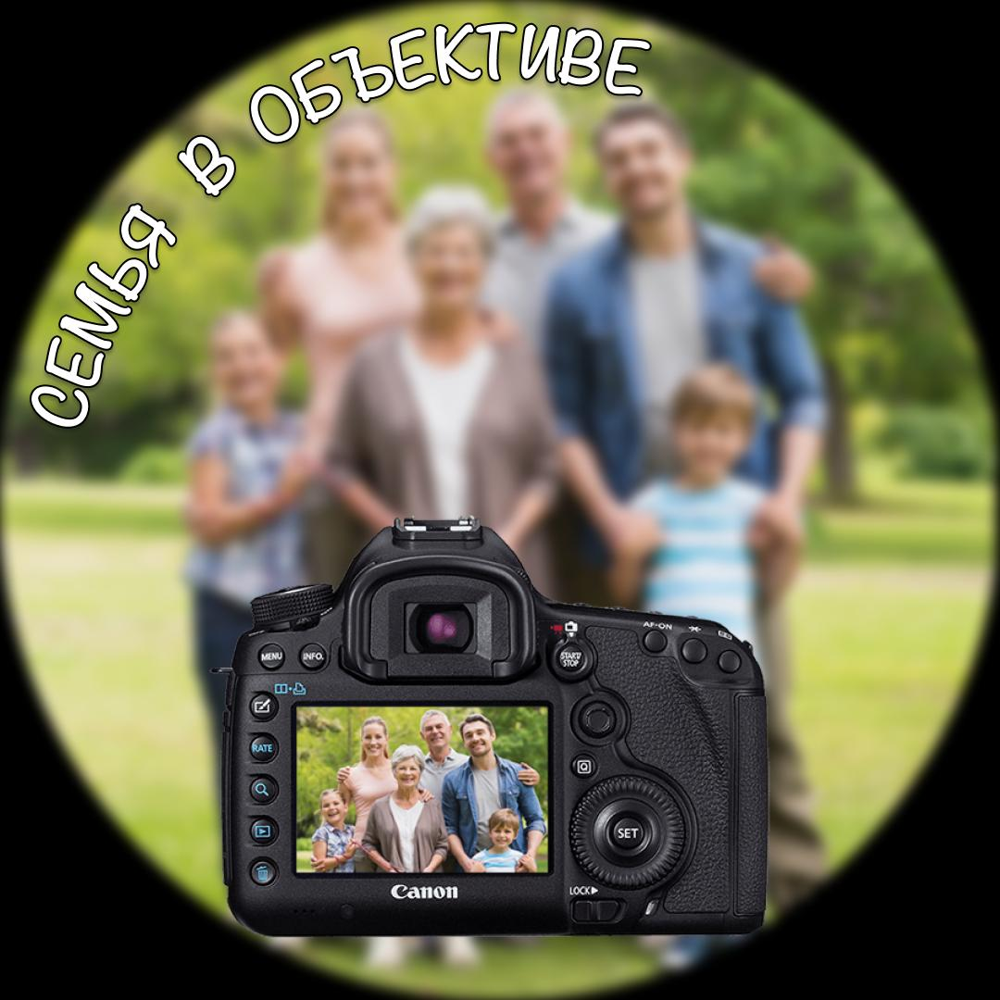 СЕМЬЯ В ОБЪЕКТИВЕ
MENU INFO.
START/
STOP
AF-ON
RATE
Q
SET
LOCK
Canon